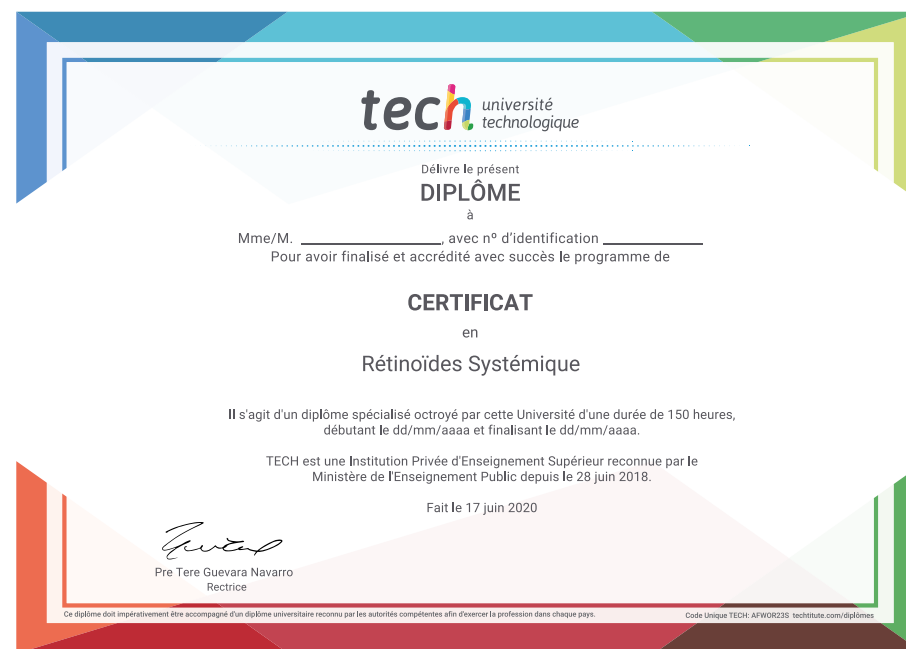 tech université
technologique
Délivre le présent
DIPLÔME
à
Mme/M. ____________________, avec nº d'identification ______________
Pour avoir finalisé et accrédité avec succès le programme de
CERTIFICAT
en
Rétinoïdes Systémique
Il s'agit d'un diplôme spécialisé octroyé par cette Université d'une durée de 150 heures,
débutant le dd/mm/aaaa et finalisant le dd/mm/aaaa.
TECH est une Institution Privée d'Enseignement Supérieur reconnue par le
Ministère de l'Enseignement Public depuis le 28 juin 2018.
Fait le 17 juin 2020
Pre Tere Guevara Navarro
Rectrice
Ce diplôme doit impérativement être accompagné d'un diplôme universitaire reconnu par les autorités compétentes afin d'exercer la profession dans chaque pays.
Code Unique TECH: AFWOR23S techtitute.com/diplômes